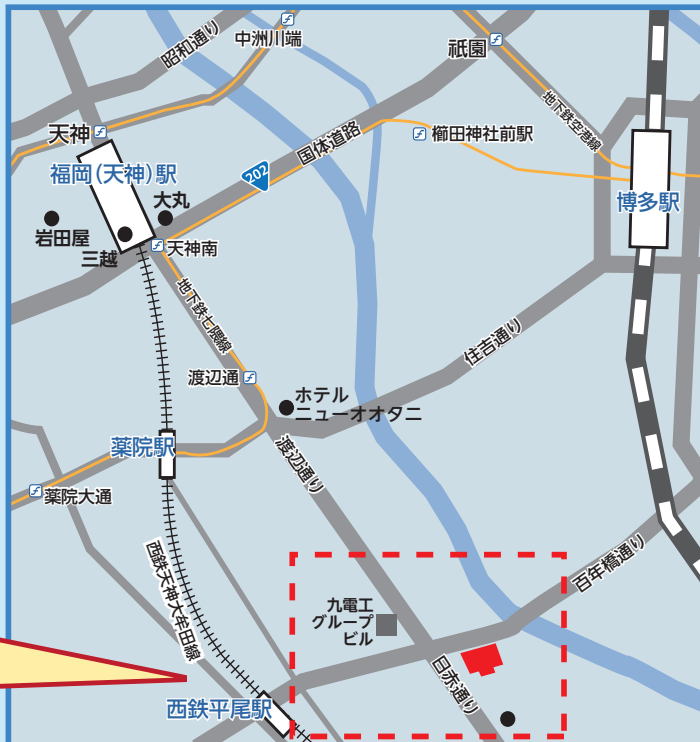 昭和通り
中洲川端
祇園
地下鉄空港線
天神
櫛田神社前駅
国体道路
福岡(天神)駅
202
大丸
博多駅
岩田屋
三越
天神南
地下鉄七隈線
住吉通り
渡辺通
ホテル
ニューオオタニ
薬院駅
渡辺通り
薬院大通
西鉄天神大牟田線
百年橋通り
九電工
グループ
ビル
日赤通り
西鉄平尾駅